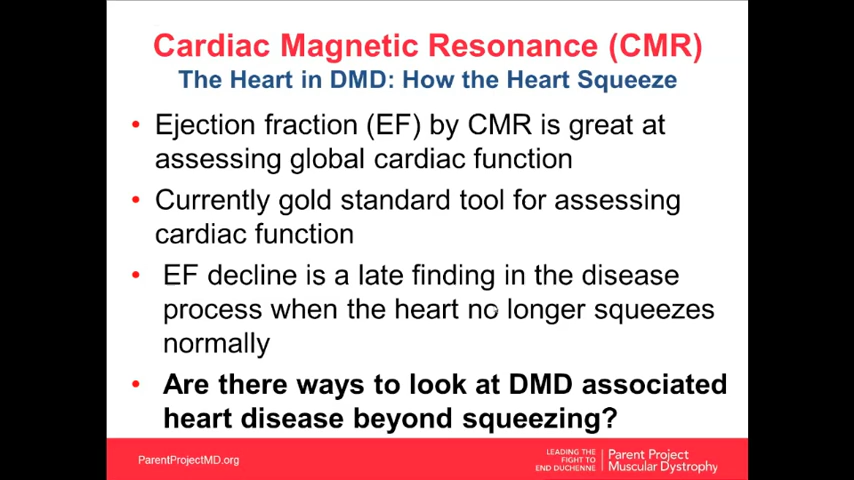 Cardiac Magnetic Resonance (CMR)
The Heart in DMD: How the Heart Squeeze
• Ejection fraction (EF) by CMR is great at
assessing global cardiac function
• Currently gold standard tool for assessing
cardiac function
• EF decline is a late finding in the disease
process when the heart no longer squeezes
normally
• Are there ways to look at DMD associated
heart disease beyond squeezing?
ParentProjectMD.org
LEADING THE
FIGHT TO
END DUCHENNE
Parent Project
Muscular Dystrophy